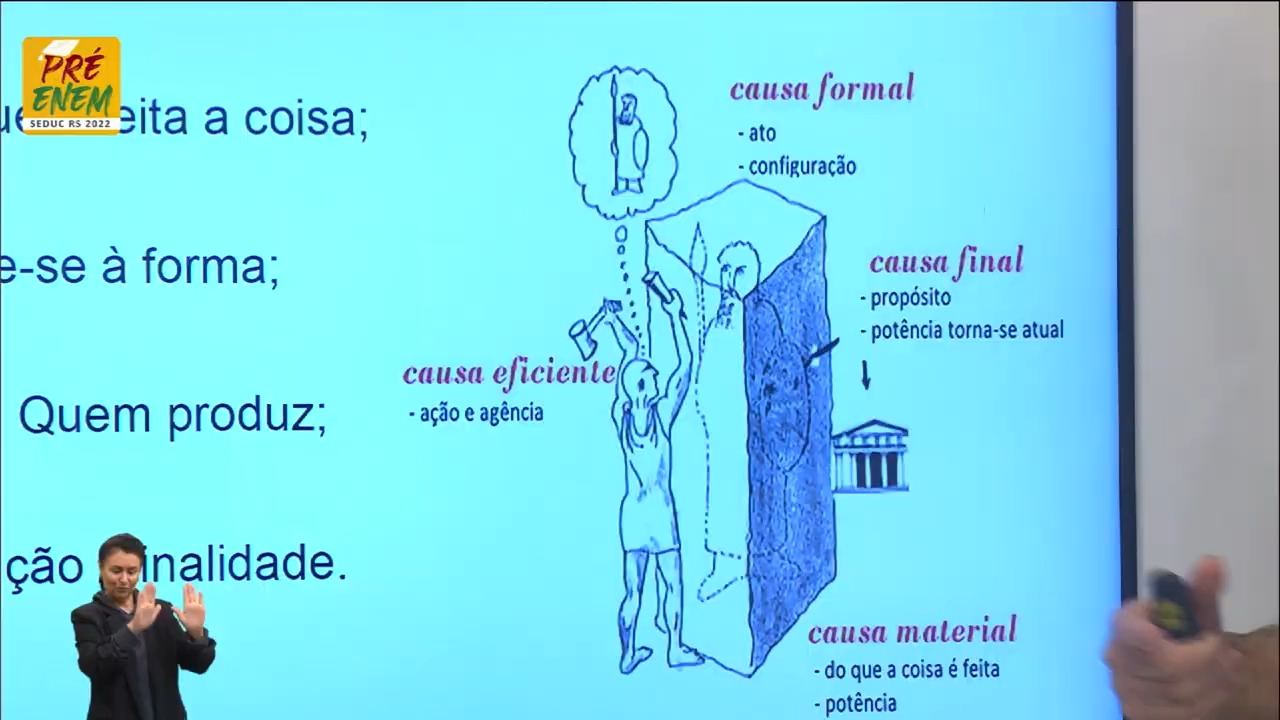 PRÉ
ENEM
SEDUC RS 2022
eita a coisa;
e-se à forma;
Quem produz;
ção inalidade.
causa formal
- ato
- configuração
causa final
- propósito
- potência torna-se atual
causa eficiente
- ação e agência
causa material
- do que a coisa é feita
- potência